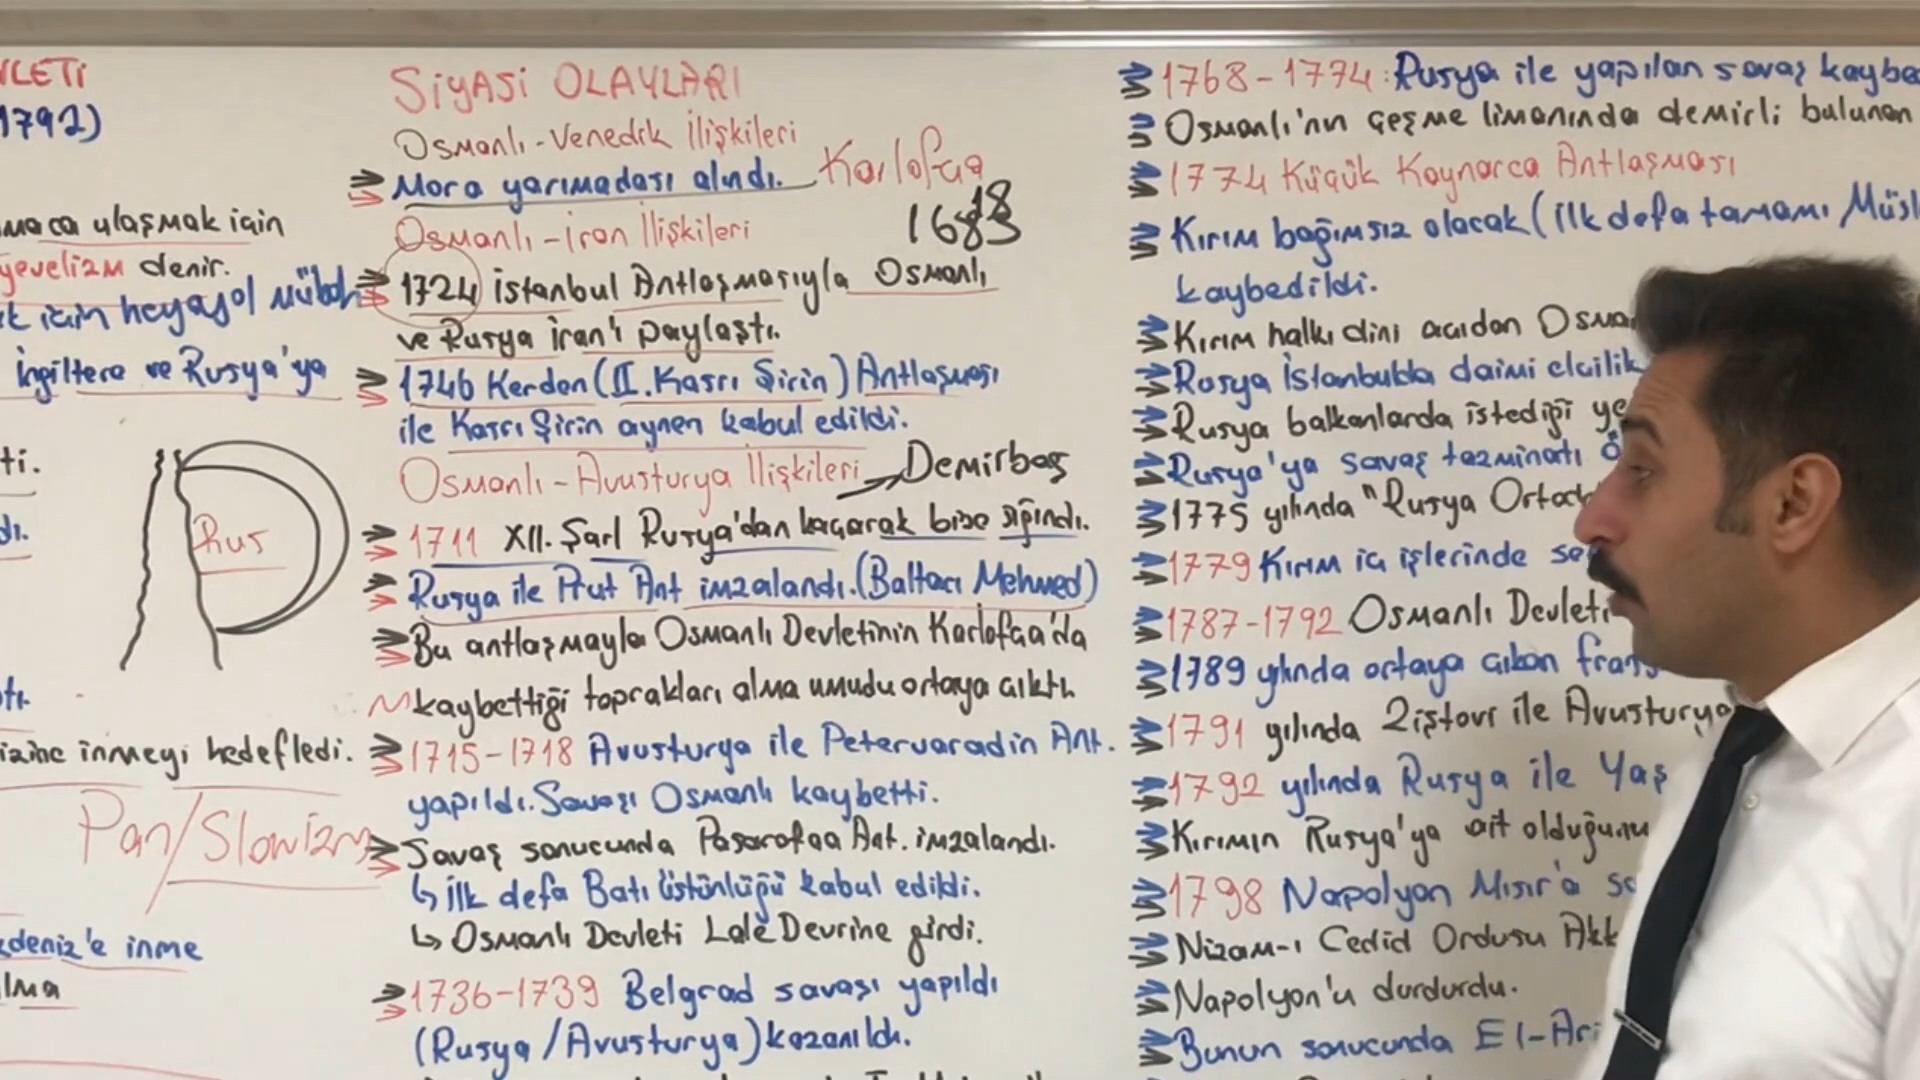 VLETİ
1792)
maca ulaşmak için
yevelizm denir.
için heyeyol mübah
İngiltere ve Rusya'ya
ti.
Rus
dı.
tı.
izine inmeyi hedefledi.
Pan/Slavizm
deniz'e inme
lma
SİYASİ OLAYLARI
Osmanlı-Venedik İlişkileri
Mora yarımadası alındı. Karlofça
18
1683
Osmanlı-İran İlişkileri
1724 İstanbul Antlaşmasıyla Osmanlı
ve Rusya İran'ı paylaştı.
1746 Kerden (II. Kasrı Şirin) Antlaşması
ile Kasrı Şirin aynen kabul edildi.
Osmanlı-Avusturya İlişkileri → Demirbaş
1711 XII. Şarl Rusya'dan kaçarak bize sığındı.
Rusya ile Prut Ant imzalandı. (Baltacı Mehmed)
Bu antlaşmayla Osmanlı Devletinin Karlofça'da
kaybettiği toprakları alma umudu ortaya çıktı.
1715-1718 Avusturya ile Petervaradin Ant.
yapıldı. Savaşı Osmanlı kaybetti.
Savaş sonucunda Pasarofça Ant. imzalandı.
↳ İlk defa Batı üstünlüğü kabul edildi.
↳ Osmanlı Devleti Lale Devrine girdi.
1736-1739 Belgrad savaşı yapıldı
(Rusya/Avusturya) kazanıldı.
1768-1774: Rusya ile yapılan savaş kaybe
Osmanlı'nın çeşme limanında demirli bulunan
1774 Küçük Kaynarca Antlaşması
Kırım bağımsız olacak (ilk defa tamamı Müsl
kaybedildi.
Kırım halkı dini açıdan Osma
Rusya İstanbulda daimi elçilik
Rusya balkanlarda istediği ye
Rusya'ya savaş tazminatı ö
1775 yılında "Rusya Ortod
1779 Kırım iç işlerinde se
1787-1792 Osmanlı Devleti
1789 yılında ortaya çıkan frans
1791 yılında Ziştovi ile Avusturya
1792 yılında Rusya ile Yaş
Kırımın Rusya'ya ait olduğunu
1798 Napolyon Mısır'a sa
Nizam-ı Cedid Ordusu Akk
Napolyon'u durdurdu.
Bunun sonucunda El-Ari